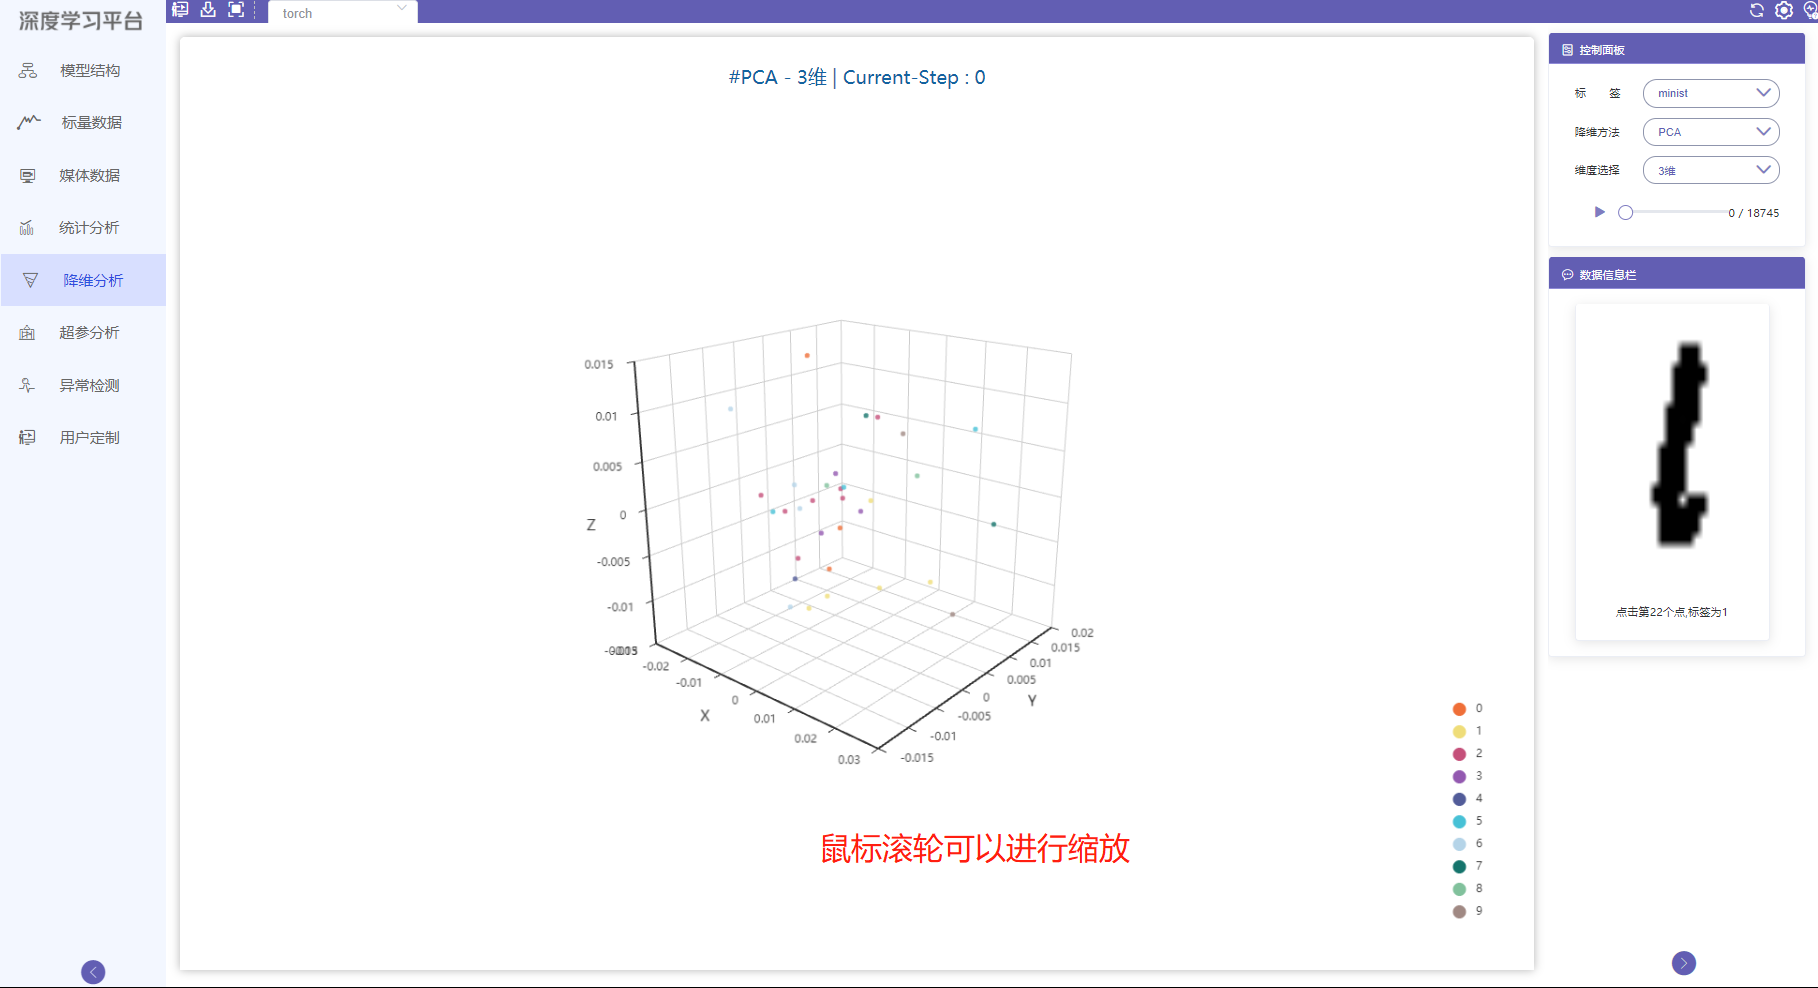 深度学习平台
torch
模型结构
标量数据
媒体数据
统计分析
降维分析
超参分析
异常检测
用户定制
#PCA - 3维 | Current-Step : 0
0.015
0.01
0.005
0
-0.005
-0.01
Z
-0.02
-0.01
0
0.01
0.02
0.03
X
-0.015
-0.01
-0.005
0
0.005
0.01
0.015
0.02
Y
鼠标滚轮可以进行缩放
0
1
2
3
4
5
6
7
8
9
控制面板
标 签 minist
降维方法 PCA
维度选择 3维
0 / 18745
数据信息栏
点击第22个点,标签为1